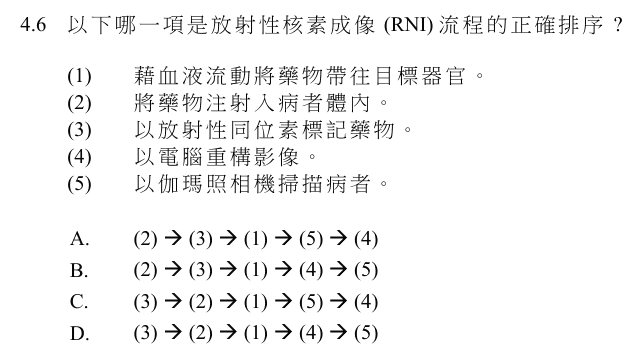 4.6 以下哪一項是放射性核素成像 (RNI) 流程的正確排序？
(1) 藉血液流動將藥物帶往目標器官。
(2) 將藥物注射入病者體內。
(3) 以放射性同位素標記藥物。
(4) 以電腦重構影像。
(5) 以伽瑪照相機掃描病者。
A. (2) → (3) → (1) → (5) → (4)
B. (2) → (3) → (1) → (4) → (5)
C. (3) → (2) → (1) → (5) → (4)
D. (3) → (2) → (1) → (4) → (5)